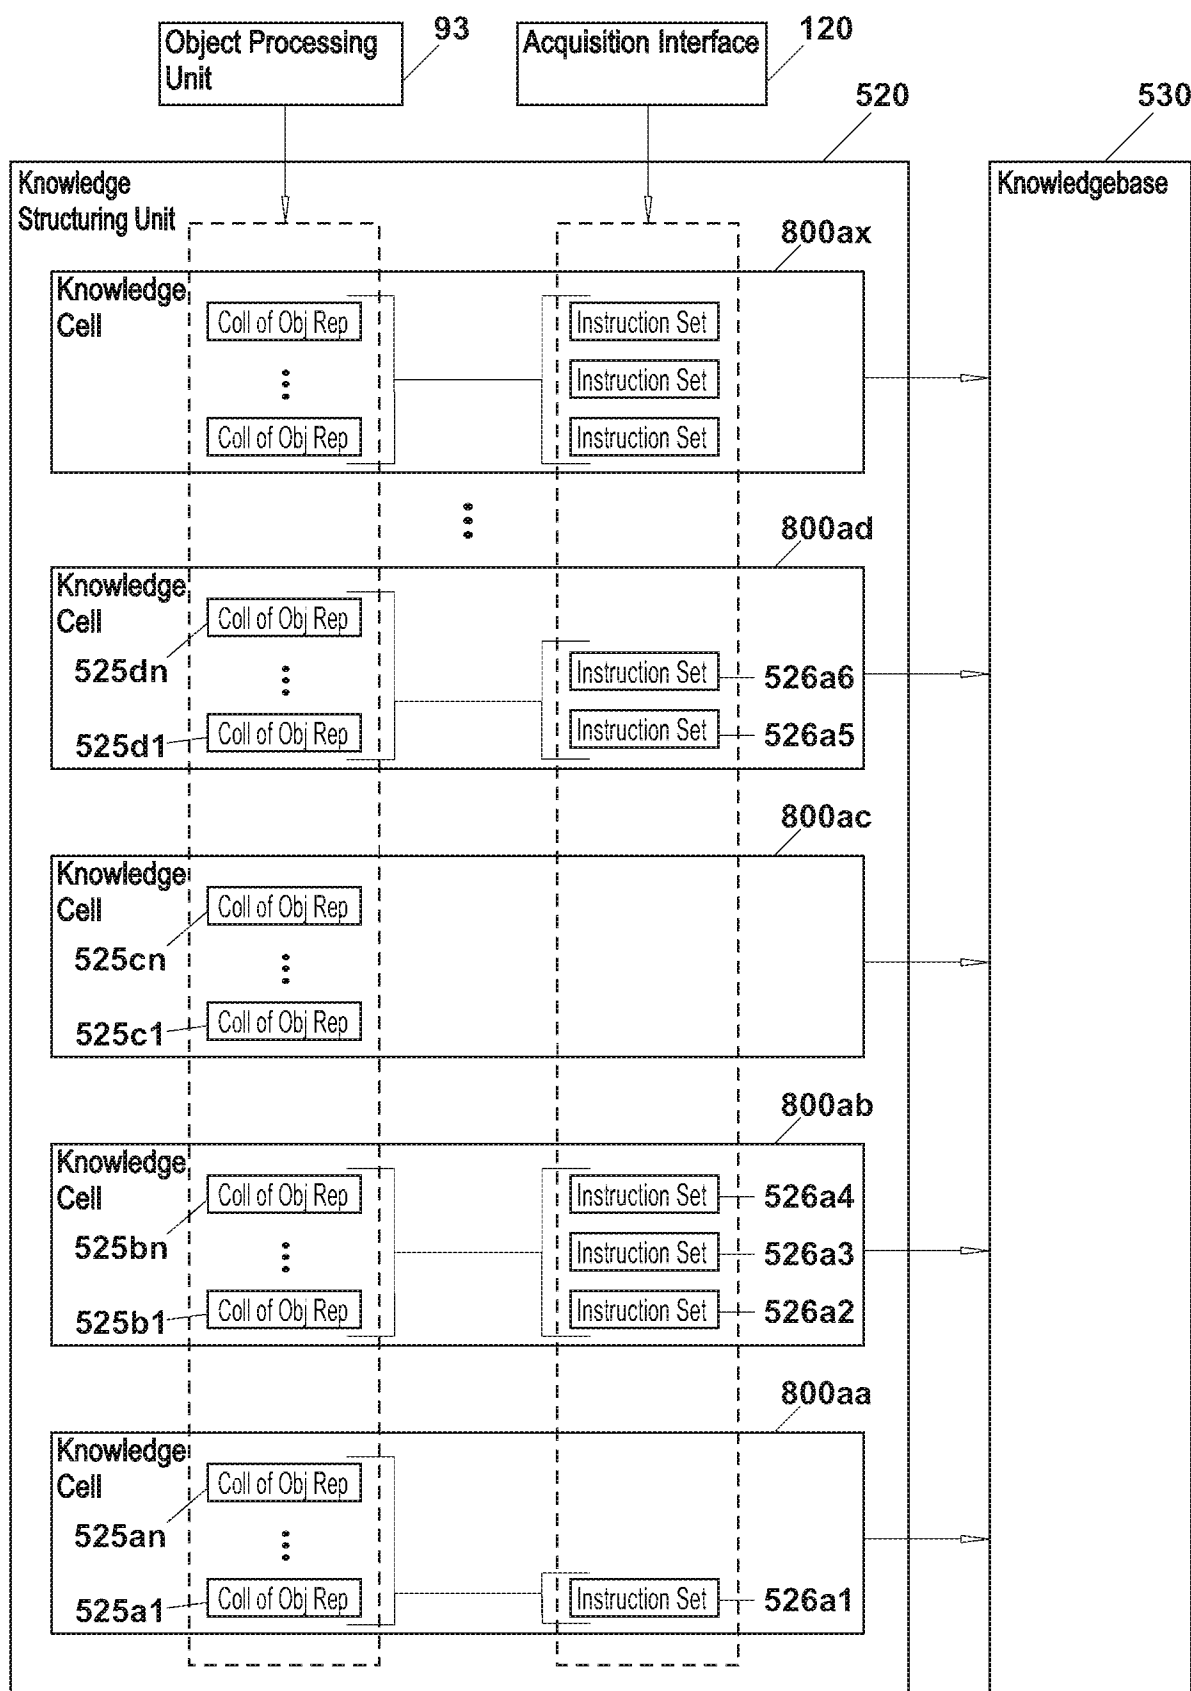 Object Processing
Unit
93
Acquisition Interface
120
520
530
Knowledge
Structuring Unit
Knowledgebase
800ax
Knowledge
Cell
Coll of Obj Rep
Coll of Obj Rep
Instruction Set
Instruction Set
Instruction Set
800ad
Knowledge
Cell
Coll of Obj Rep
525dn
Instruction Set
526a6
525d1
Coll of Obj Rep
Instruction Set
526a5
800ac
Knowledge
Cell
Coll of Obj Rep
525cn
525c1
Coll of Obj Rep
800ab
Knowledge
Cell
Coll of Obj Rep
Instruction Set
526a4
525bn
Instruction Set
526a3
525b1
Coll of Obj Rep
Instruction Set
526a2
800aa
Knowledge
Cell
Coll of Obj Rep
525an
525a1
Coll of Obj Rep
Instruction Set
526a1